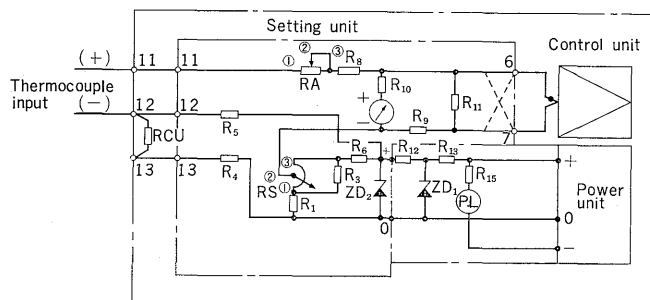 Setting unit
Control unit
(+) 11 11 ① ② ③ R8 6
RA
R10
Thermocouple input
+
R11
(−) 12 12
−
R9
7
RCU R5
R6 + R12 R13 +
③
② R3 R15
13 13 R4 RS ① ZD2 ZD1 Power unit
R1 PL
0 0
−